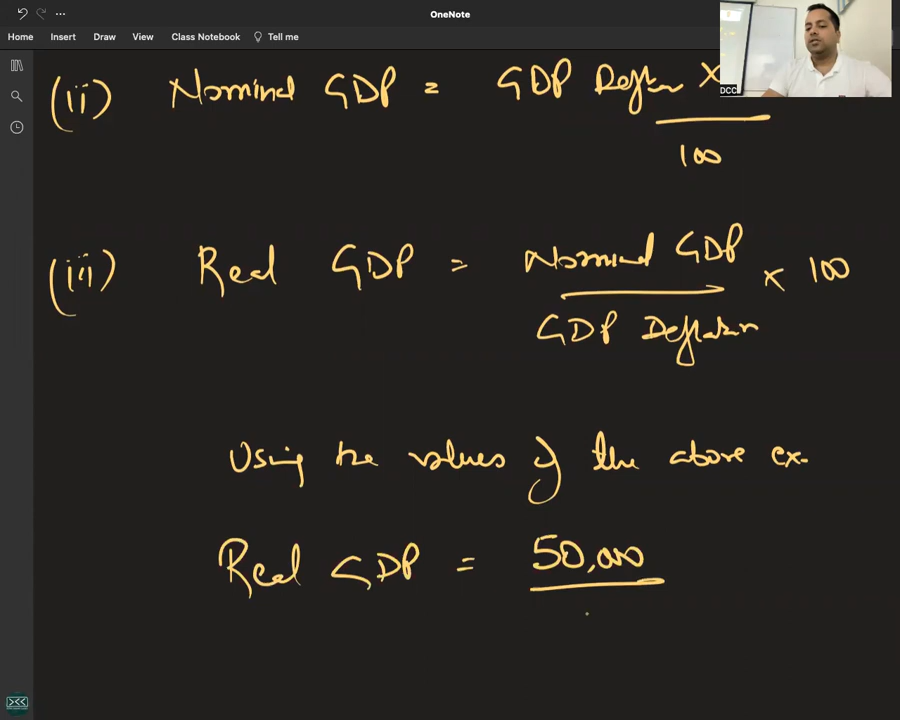 OneNote
Home Insert Draw View Class Notebook Tell me
DCC
(ii) Nominal GDP = GDP Deflator ×
100
(iii) Real GDP = Nominal GDP × 100
GDP Deflator
Using the values of the above ex.
Real GDP = 50,000